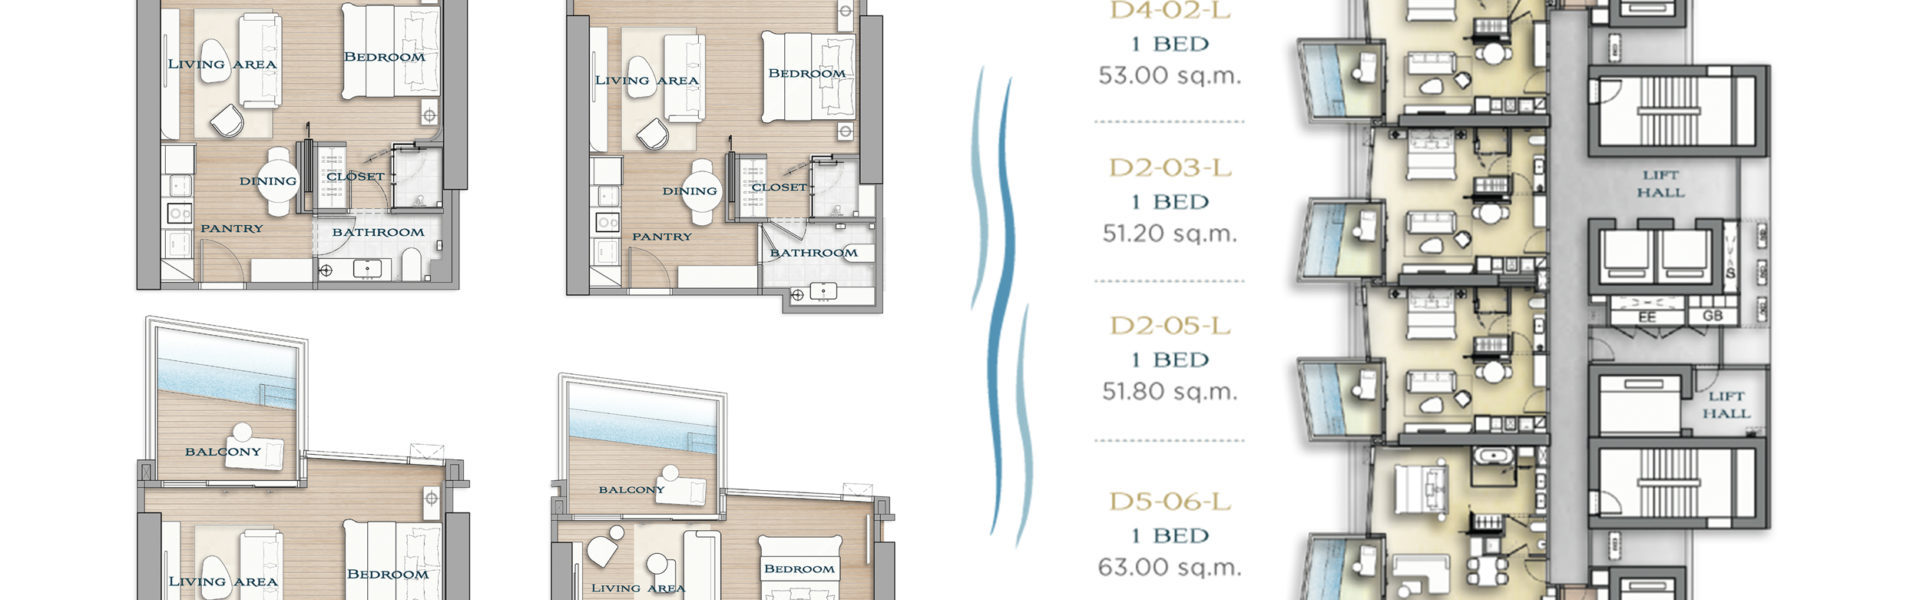 LIVING AREA
BEDROOM
DINING
CLOSET
PANTRY
BATHROOM
LIVING AREA
BEDROOM
DINING
CLOSET
PANTRY
BATHROOM
BALCONY
LIVING AREA
BEDROOM
BALCONY
LIVING AREA
BEDROOM
D4-02-L
1 BED
53.00 sq.m.
D2-03-L
1 BED
51.20 sq.m.
D2-05-L
1 BED
51.80 sq.m.
D5-06-L
1 BED
63.00 sq.m.
LIFT
HALL
EE
GB
LIFT
HALL